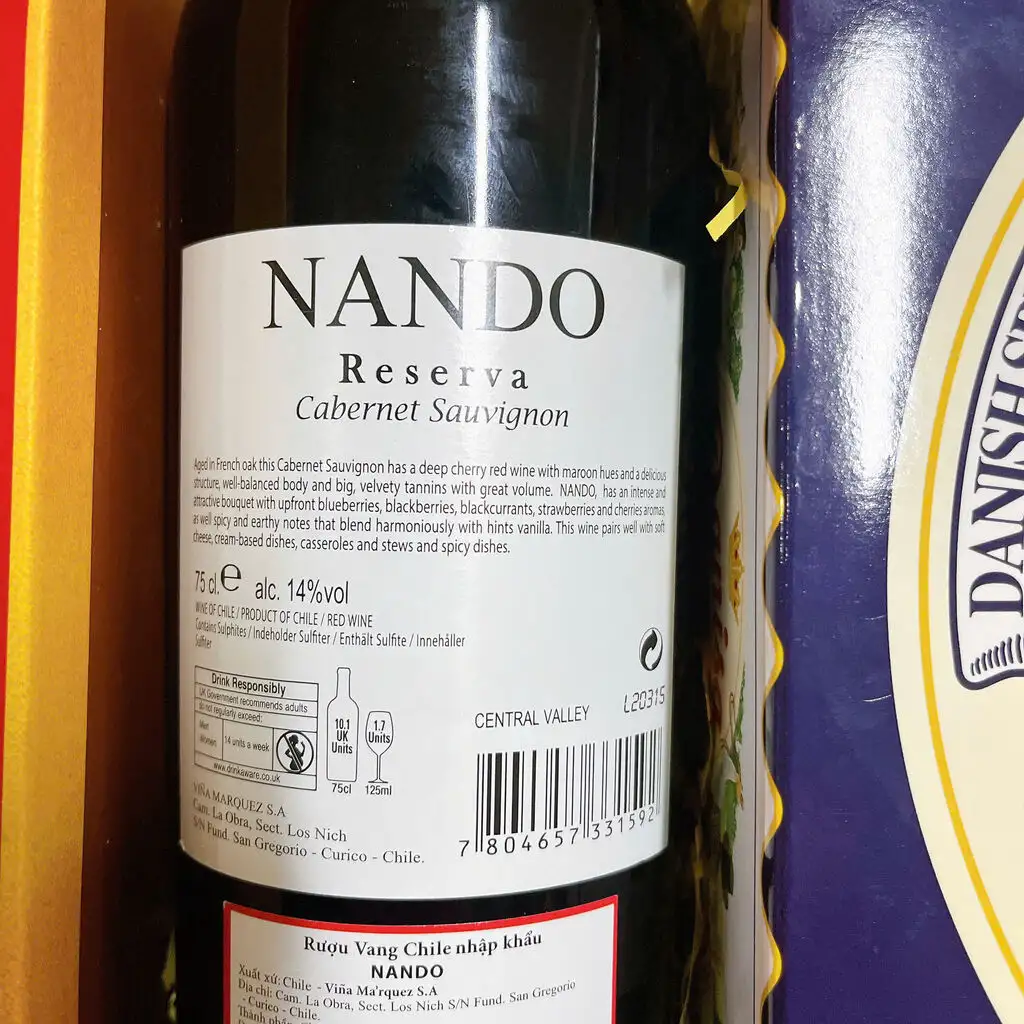 NANDO
Reserva
Cabernet Sauvignon
Aged in French oak this Cabernet Sauvignon has a deep cherry red wine with maroon hues and a delicious
structure, well-balanced body and big, velvety tannins with great volume. NANDO, has an intense and
attractive bouquet with upfront blueberries, blackberries, blackcurrants, strawberries and cherries aromas,
as well spicy and earthy notes that blend harmoniously with hints vanilla. This wine pairs well with soft
cheese, cream-based dishes, casseroles and stews and spicy dishes.
75 cl. e alc. 14%vol
WINE OF CHILE / PRODUCT OF CHILE / RED WINE
Contains Sulphites / Indeholder Sulfiter / Enthält Sulfite / Innehåller
Sulfiter
Drink Responsibly
UK Government recommends adults
do not regularly exceed:
Men
Women
14 units a week
www.drinkaware.co.uk
10.1
UK
Units
75cl
1.7
Units
125ml
CENTRAL VALLEY
L20315
7 804657 331592
VIÑA MARQUEZ S.A
Cam. La Obra, Sect. Los Nich
S/N Fund. San Gregorio - Curico - Chile.
Rượu Vang Chile nhập khẩu
NANDO
Xuất xứ: Chile - Viña Ma'rquez S.A
Địa chỉ: Cam. La Obra, Sect. Los Nich S/N Fund. San Gregorio
- Curico - Chile.
Thành
DANISH